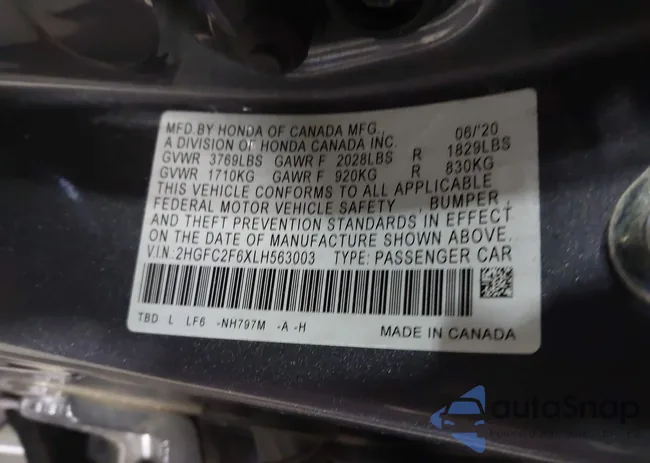 MFD.BY HONDA OF CANADA MFG., 06/'20
A DIVISION OF HONDA CANADA INC.
GVWR 3769LBS GAWR F 2028LBS R 1829LBS
GVWR 1710KG GAWR F 920KG R 830KG
THIS VEHICLE CONFORMS TO ALL APPLICABLE
FEDERAL MOTOR VEHICLE SAFETY , BUMPER ,
AND THEFT PREVENTION STANDARDS IN EFFECT
ON THE DATE OF MANUFACTURE SHOWN ABOVE.
V.I.N.:2HGFC2F6XLH563003 TYPE: PASSENGER CAR
TBD L LF6 -NH797M -A -H
MADE IN CANADA
autoSnap